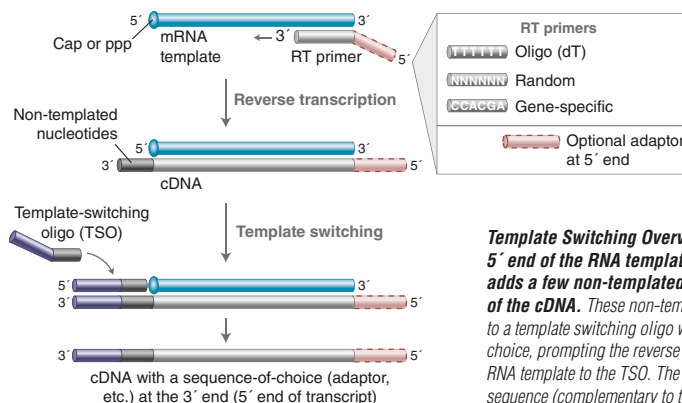 5´
3´
Cap or ppp
mRNA
template
3´
RT primer
5´
RT primers
TTTTTT Oligo (dT)
NNNNNN Random
CCACGA Gene-specific
Optional adaptor
at 5´ end
Reverse transcription
Non-templated
nucleotides
5´
3´
3´
5´
cDNA
Template-switching
oligo (TSO)
Template switching
5´
3´
3´
5´
3´
5´
cDNA with a sequence-of-choice (adaptor,
etc.) at the 3´ end (5´ end of transcript)
Template Switching Overv
5´ end of the RNA templat
adds a few non-templated
of the cDNA. These non-tem
to a template switching oligo w
choice, prompting the reverse
RNA template to the TSO. The
sequence (complementary to t